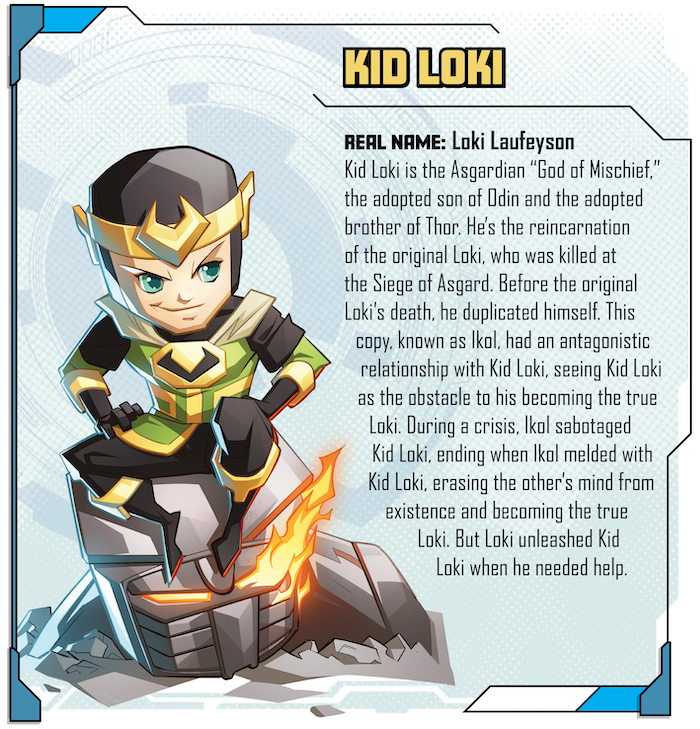 KID LOKI
REAL NAME: Loki Laufeyson
Kid Loki is the Asgardian “God of Mischief,”
the adopted son of Odin and the adopted
brother of Thor. He’s the reincarnation
of the original Loki, who was killed at
the Siege of Asgard. Before the original
Loki’s death, he duplicated himself. This
copy, known as Ikol, had an antagonistic
relationship with Kid Loki, seeing Kid Loki
as the obstacle to his becoming the true
Loki. During a crisis, Ikol sabotaged
Kid Loki, ending when Ikol melded with
Kid Loki, erasing the other’s mind from
existence and becoming the true
Loki. But Loki unleashed Kid
Loki when he needed help.